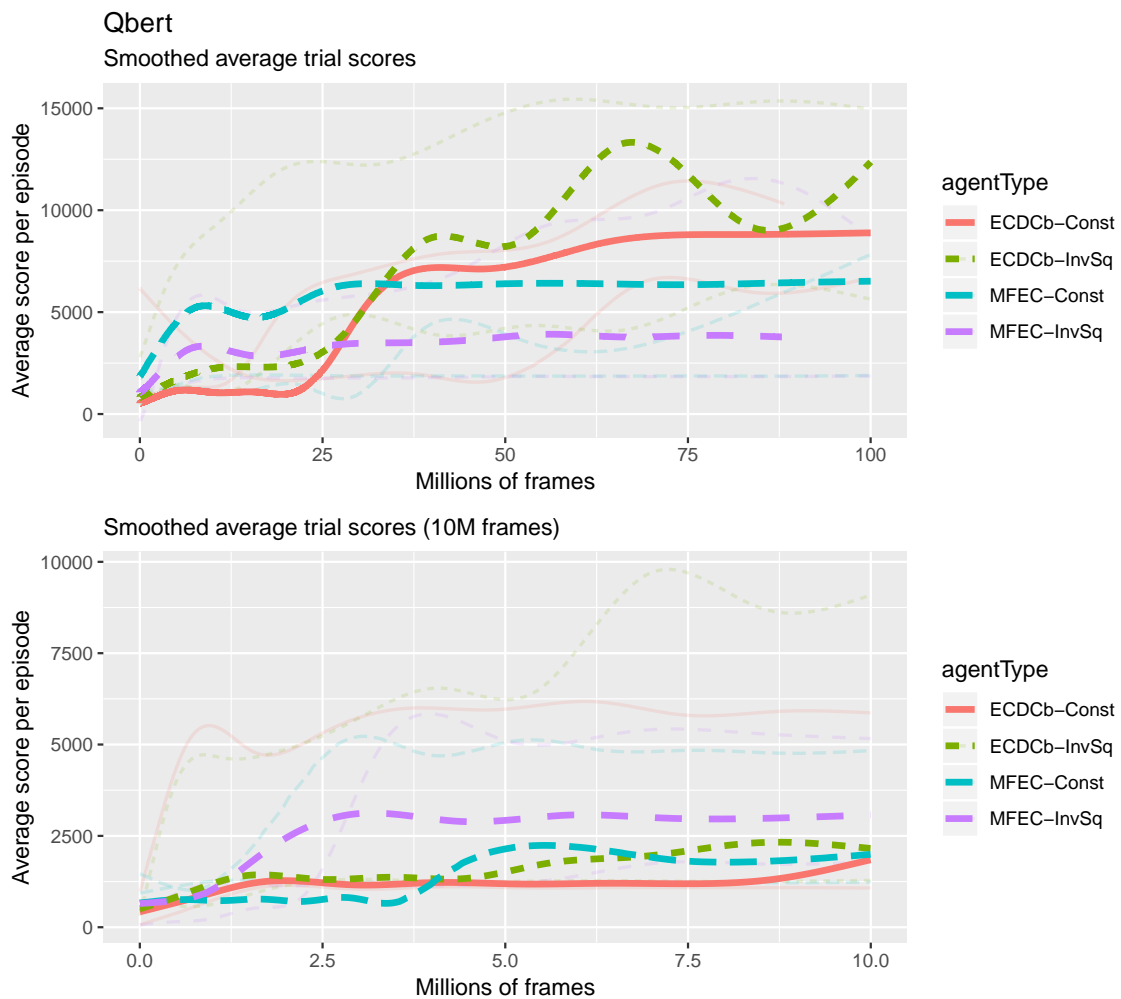 Qbert
Smoothed average trial scores
Average score per episode
15000
10000
5000
0
0 25 50 75 100
Millions of frames
agentType
ECDCb−Const
ECDCb−InvSq
MFEC−Const
MFEC−InvSq
Smoothed average trial scores (10M frames)
Average score per episode
10000
7500
5000
2500
0
0.0 2.5 5.0 7.5 10.0
Millions of frames
agentType
ECDCb−Const
ECDCb−InvSq
MFEC−Const
MFEC−InvSq